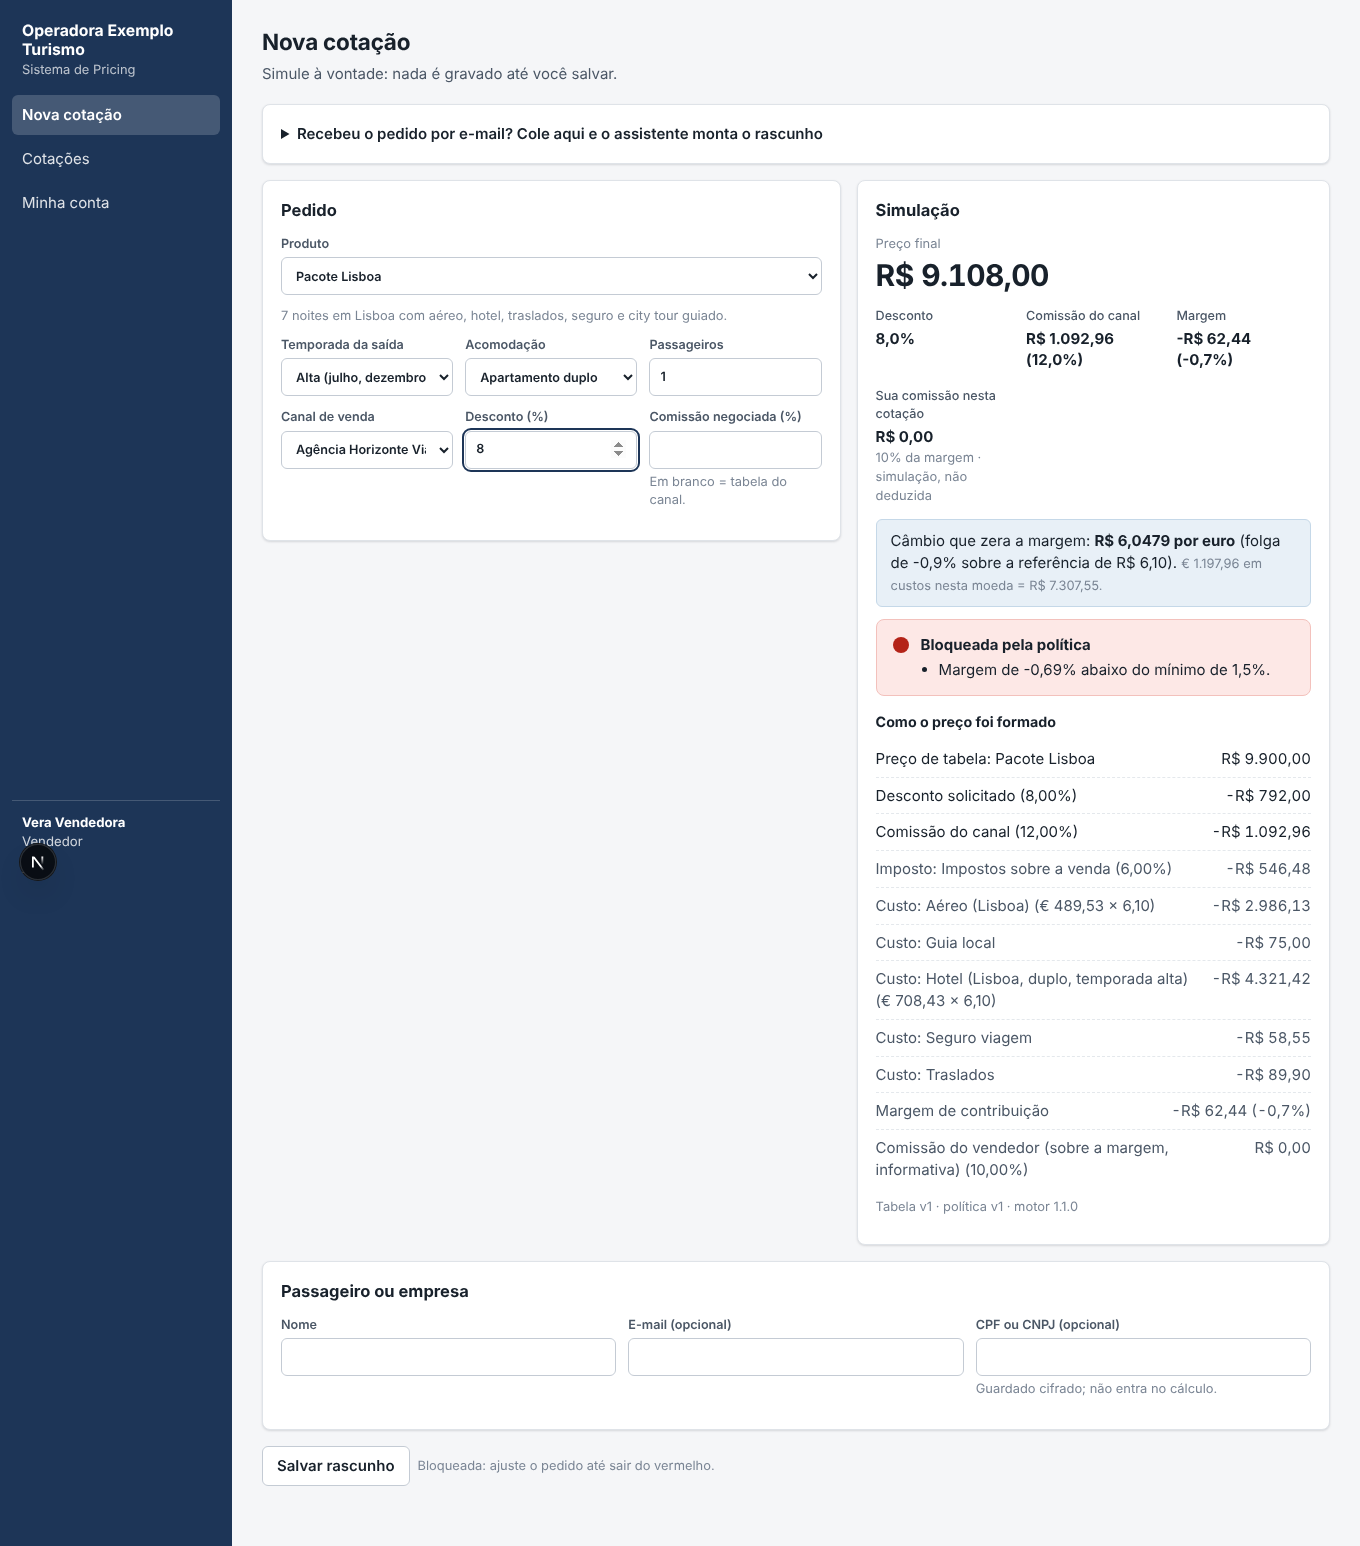 Operadora Exemplo
Turismo
Sistema de Pricing
Nova cotação
Cotações
Minha conta
Vera Vendedora
Vendedor
N
Nova cotação
Simule à vontade: nada é gravado até você salvar.
Recebeu o pedido por e-mail? Cole aqui e o assistente monta o rascunho
Pedido
Produto
Pacote Lisboa
7 noites em Lisboa com aéreo, hotel, traslados, seguro e city tour guiado.
Temporada da saída Acomodação Passageiros
Alta (julho, dezembro Apartamento duplo 1
Canal de venda Desconto (%) Comissão negociada (%)
Agência Horizonte Via 8
Em branco = tabela do
canal.
Simulação
Preço final
R$ 9.108,00
Desconto Comissão do canal Margem
8,0% R$ 1.092,96 -R$ 62,44
(12,0%) (-0,7%)
Sua comissão nesta
cotação
R$ 0,00
10% da margem ·
simulação, não
deduzida
Câmbio que zera a margem: R$ 6,0479 por euro (folga
de -0,9% sobre a referência de R$ 6,10). € 1.197,96 em
custos nesta moeda = R$ 7.307,55.
Bloqueada pela política
• Margem de -0,69% abaixo do mínimo de 1,5%.
Como o preço foi formado
Preço de tabela: Pacote Lisboa R$ 9.900,00
Desconto solicitado (8,00%) -R$ 792,00
Comissão do canal (12,00%) -R$ 1.092,96
Imposto: Impostos sobre a venda (6,00%) -R$ 546,48
Custo: Aéreo (Lisboa) (€ 489,53 × 6,10) -R$ 2.986,13
Custo: Guia local -R$ 75,00
Custo: Hotel (Lisboa, duplo, temporada alta) -R$ 4.321,42
(€ 708,43 × 6,10)
Custo: Seguro viagem -R$ 58,55
Custo: Traslados -R$ 89,90
Margem de contribuição -R$ 62,44 (-0,7%)
Comissão do vendedor (sobre a margem, R$ 0,00
informativa) (10,00%)
Tabela v1 · política v1 · motor 1.1.0
Passageiro ou empresa
Nome E-mail (opcional) CPF ou CNPJ (opcional)
Guardado cifrado; não entra no cálculo.
Salvar rascunho Bloqueada: ajuste o pedido até sair do vermelho.